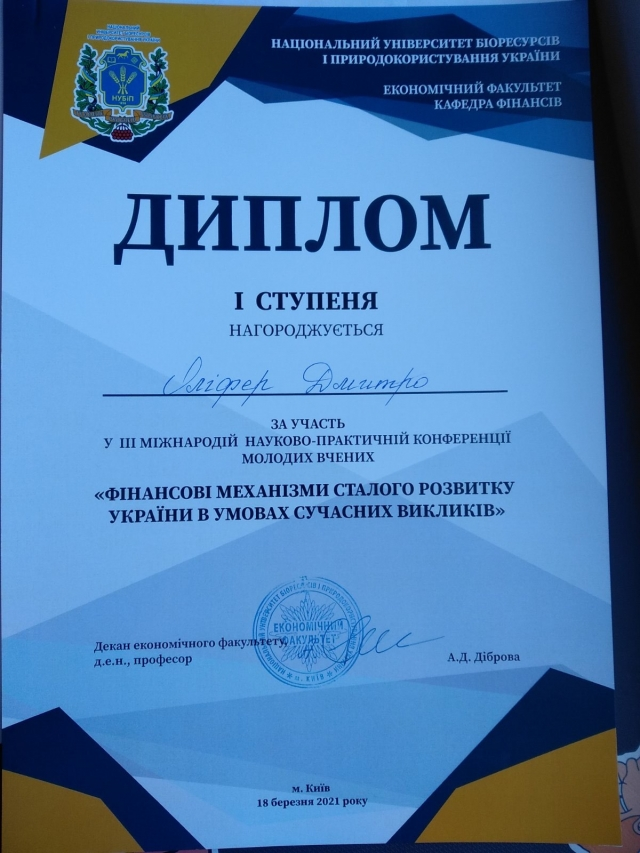 НУБІП
НАЦІОНАЛЬНИЙ УНІВЕРСИТЕТ БІОРЕСУРСІВ
І ПРИРОДОКОРИСТУВАННЯ УКРАЇНИ
ЕКОНОМІЧНИЙ ФАКУЛЬТЕТ
КАФЕДРА ФІНАНСІВ
ДИПЛОМ
І СТУПЕНЯ
НАГОРОДЖУЄТЬСЯ
Оліфер Дмитро
ЗА УЧАСТЬ
У ІІІ МІЖНАРОДІЙ НАУКОВО-ПРАКТИЧНІЙ КОНФЕРЕНЦІЇ
МОЛОДИХ ВЧЕНИХ
«ФІНАНСОВІ МЕХАНІЗМИ СТАЛОГО РОЗВИТКУ
УКРАЇНИ В УМОВАХ СУЧАСНИХ ВИКЛИКІВ»
ЕКОНОМІЧНИЙ
ФАКУЛЬТЕТ
Декан економічного факультету,
д.е.н., професор
А.Д. Діброва
м. Київ
18 березня 2021 року